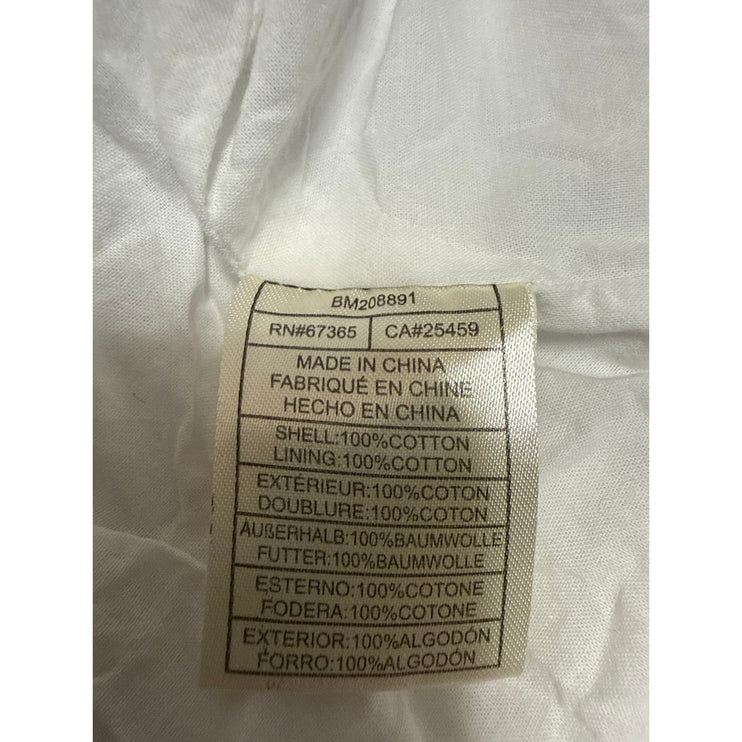 BM208891
RN#67365 CA#25459
MADE IN CHINA
FABRIQUÉ EN CHINE
HECHO EN CHINA
SHELL:100%COTTON
LINING:100%COTTON
EXTÉRIEUR:100%COTON
DOUBLURE:100%COTON
AUßERHALB:100%BAUMWOLLE
FUTTER:100%BAUMWOLLE
ESTERNO:100%COTONE
FODERA:100%COTONE
EXTERIOR:100%ALGODÓN
FORRO:100%ALGODÓN